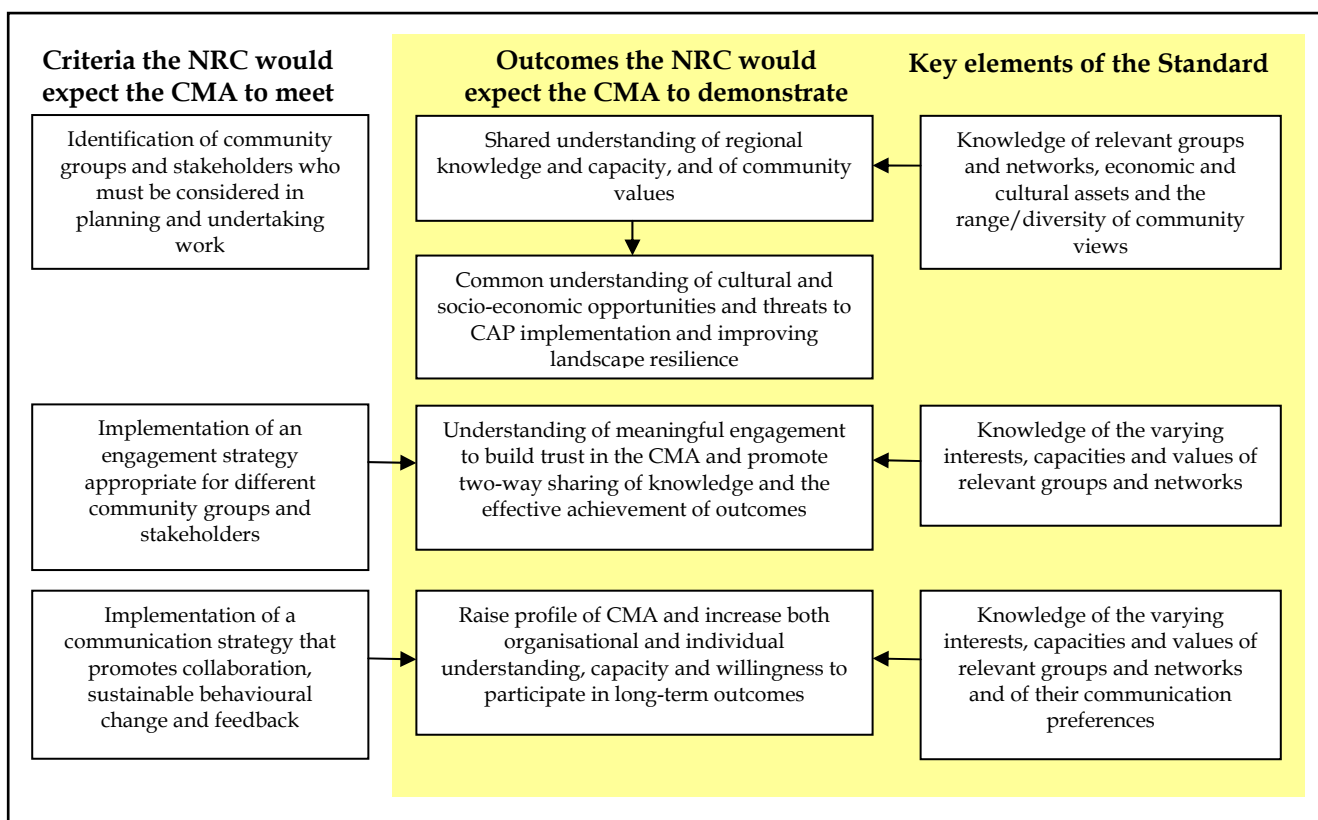 Criteria the NRC would
expect the CMA to meet
Outcomes the NRC would
expect the CMA to demonstrate
Key elements of the Standard
Identification of community
groups and stakeholders who
must be considered in
planning and undertaking
work
Shared understanding of regional
knowledge and capacity, and of community
values
Knowledge of relevant groups
and networks, economic and
cultural assets and the
range/diversity of community
views
Common understanding of cultural and
socio-economic opportunities and threats to
CAP implementation and improving
landscape resilience
Implementation of an
engagement strategy
appropriate for different
community groups and
stakeholders
Understanding of meaningful engagement
to build trust in the CMA and promote
two-way sharing of knowledge and the
effective achievement of outcomes
Knowledge of the varying
interests, capacities and values of
relevant groups and networks
Implementation of a
communication strategy that
promotes collaboration,
sustainable behavioural
change and feedback
Raise profile of CMA and increase both
organisational and individual
understanding, capacity and willingness to
participate in long-term outcomes
Knowledge of the varying
interests, capacities and values of
relevant groups and networks
and of their communication
preferences